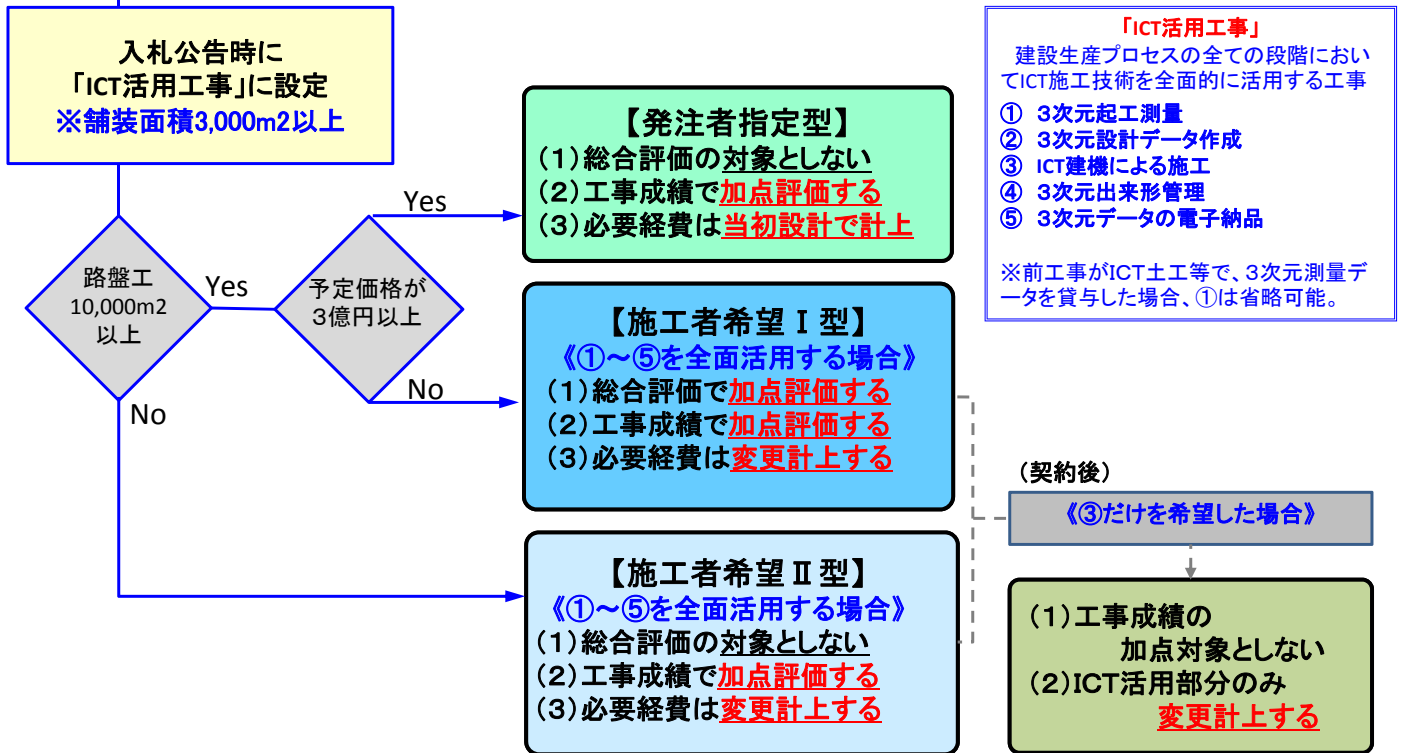 入札公告時に
「ICT活用工事」に設定
※舗装面積3,000m2以上
路盤工
10,000m2
以上
Yes
No
予定価格が
3億円以上
Yes
No
【発注者指定型】
(1)総合評価の対象としない
(2)工事成績で加点評価する
(3)必要経費は当初設計で計上
【施工者希望Ⅰ型】
《①~⑤を全面活用する場合》
(1)総合評価で加点評価する
(2)工事成績で加点評価する
(3)必要経費は変更計上する
【施工者希望Ⅱ型】
《①~⑤を全面活用する場合》
(1)総合評価の対象としない
(2)工事成績で加点評価する
(3)必要経費は変更計上する
「ICT活用工事」
建設生産プロセスの全ての段階におい
てICT施工技術を全面的に活用する工事
① 3次元起工測量
② 3次元設計データ作成
③ ICT建機による施工
④ 3次元出来形管理
⑤ 3次元データの電子納品
※前工事がICT土工等で、3次元測量デ
ータを貸与した場合、①は省略可能。
(契約後)
《③だけを希望した場合》
(1)工事成績の
加点対象としない
(2)ICT活用部分のみ
変更計上する